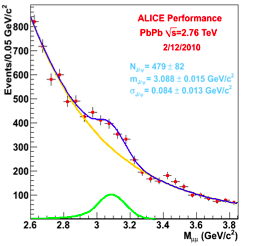 ALICE Performance
PbPb √s=2.76 TeV
2/12/2010
N_J/ψ = 479 ± 82
m_J/ψ = 3.088 ± 0.015 GeV/c²
σ_J/ψ = 0.084 ± 0.013 GeV/c²
Events/0.05 GeV/c²
800
700
600
500
400
300
200
100
2.6 2.8 3 3.2 3.4 3.6 3.8
M_μμ (GeV/c²)